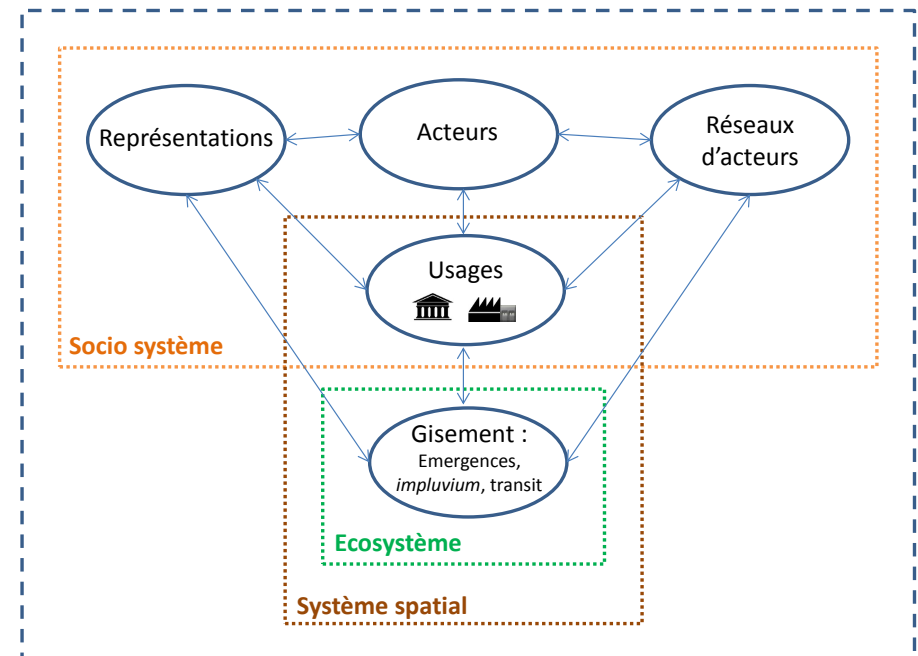 Représentations
Acteurs
Réseaux
d'acteurs
Usages
Socio système
Gisement :
Emergences,
impluvium, transit
Ecosystème
Système spatial